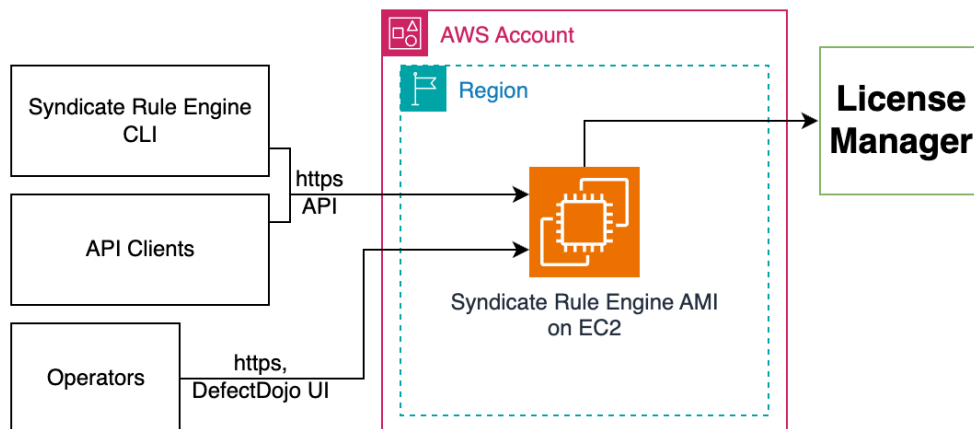 AWS Account
Region
Syndicate Rule Engine
CLI
https
API
API Clients
Operators
https,
DefectDojo UI
Syndicate Rule Engine AMI
on EC2
License
Manager